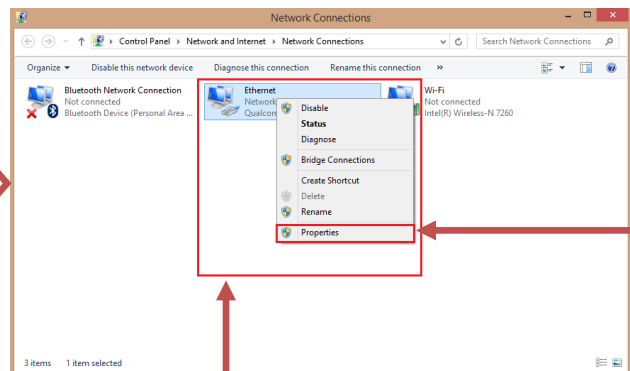 Network Connections
Control Panel Network and Internet Network Connections Search Network Connections
Organize Disable this network device Diagnose this connection Rename this connection »
Bluetooth Network Connection
Not connected
Bluetooth Device (Personal Area ...
Ethernet
Network
Qualcon
Wi-Fi
Not connected
Intel(R) Wireless-N 7260
Disable
Status
Diagnose
Bridge Connections
Create Shortcut
Delete
Rename
Properties
3 items 1 item selected